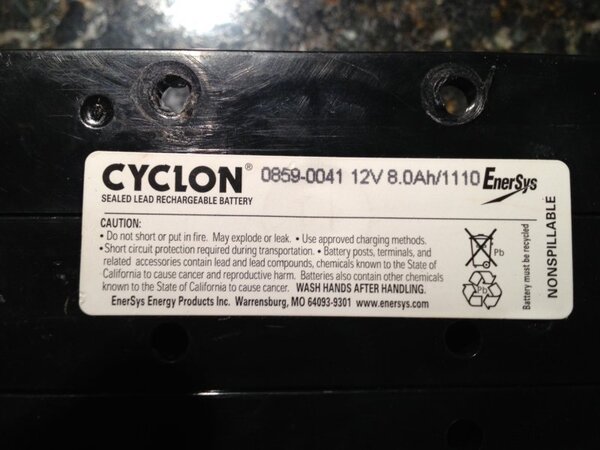 CYCLON® 0859-0041 12V 8.0Ah/1110 EnerSys
SEALED LEAD RECHARGEABLE BATTERY
CAUTION:
• Do not short or put in fire. May explode or leak. • Use approved charging methods.
• Short circuit protection required during transportation. • Battery posts, terminals, and
related accessories contain lead and lead compounds, chemicals known to the State of
California to cause cancer and reproductive harm. Batteries also contain other chemicals
known to the State of California to cause cancer. WASH HANDS AFTER HANDLING.
EnerSys Energy Products Inc. Warrensburg, MO 64093-9301 www.enersys.com
Pb
Pb
Battery must be recycled
NONSPILLABLE